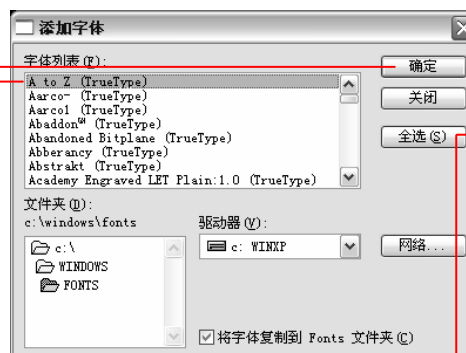 添加字体
字体列表(F):
确定
A to Z (TrueType)
Aarco- (TrueType)
Aarco1 (TrueType)
关闭
Abaddon™ (TrueType)
Abandoned Bitplane (TrueType)
全选(S)
Abberancy (TrueType)
Abstrakt (TrueType)
Academy Engraved LET Plain:1.0 (TrueType)
文件夹(D):
c:\windows\fonts
驱动器(V):
c:\
c: WINXP
网络...
WINDOWS
FONTS
将字体复制到 Fonts 文件夹(C)